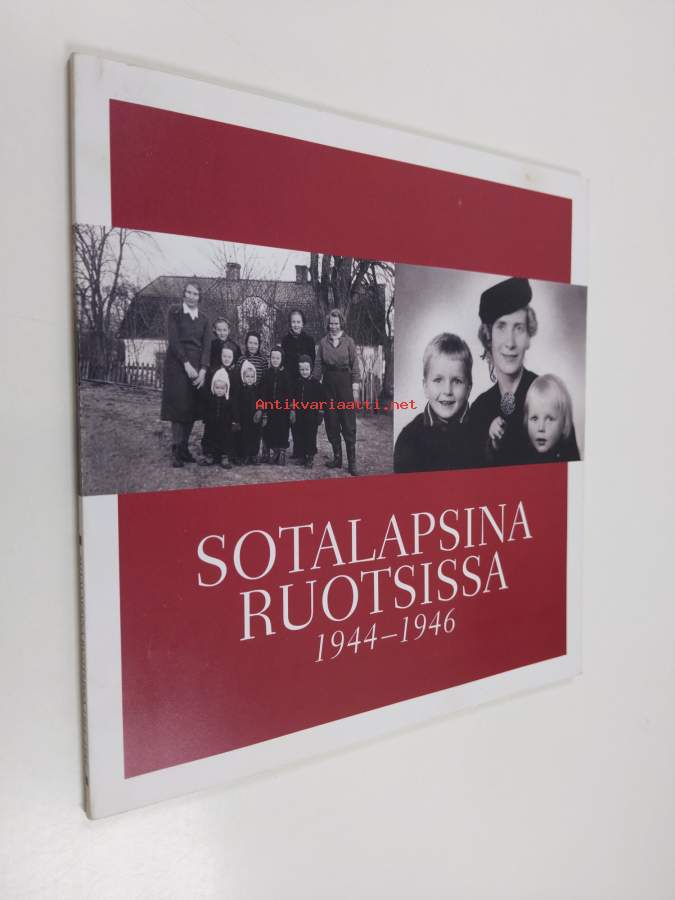 Antikvariaatti.net
SOTALAPSINA
RUOTSISSA
1944–1946